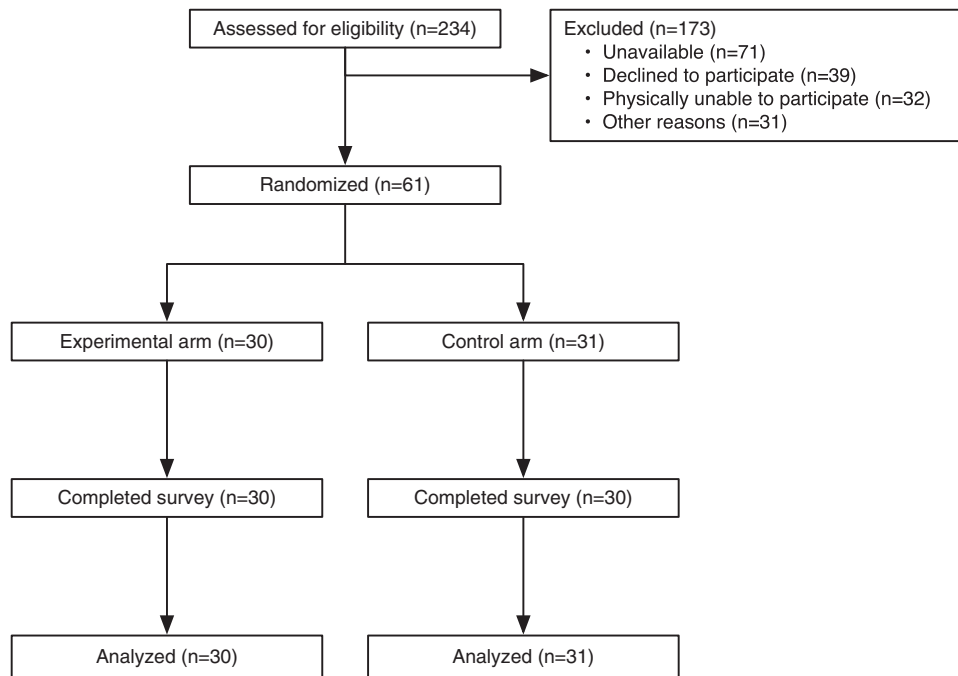 Assessed for eligibility (n=234)
Excluded (n=173)
• Unavailable (n=71)
• Declined to participate (n=39)
• Physically unable to participate (n=32)
• Other reasons (n=31)
Randomized (n=61)
Experimental arm (n=30)
Control arm (n=31)
Completed survey (n=30)
Completed survey (n=30)
Analyzed (n=30)
Analyzed (n=31)